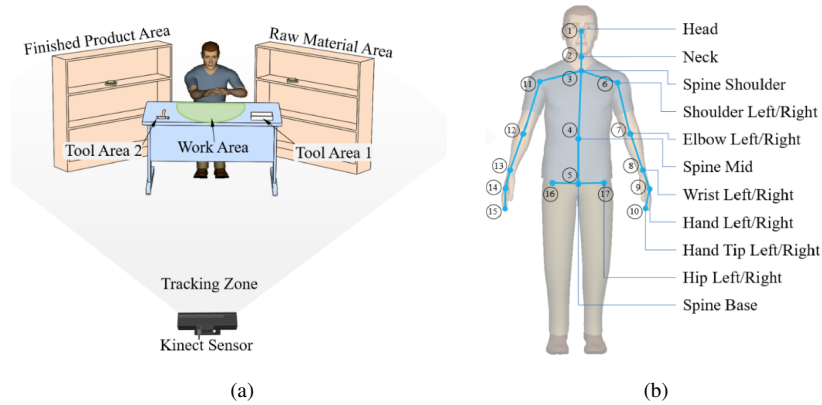 Finished Product Area
Raw Material Area
Tool Area 2
Work Area
Tool Area 1
Tracking Zone
Kinect Sensor
(a)
1
2
3
4
5
6
7
8
9
10
11
12
13
14
15
16
17
Head
Neck
Spine Shoulder
Shoulder Left/Right
Elbow Left/Right
Spine Mid
Wrist Left/Right
Hand Left/Right
Hand Tip Left/Right
Hip Left/Right
Spine Base
(b)